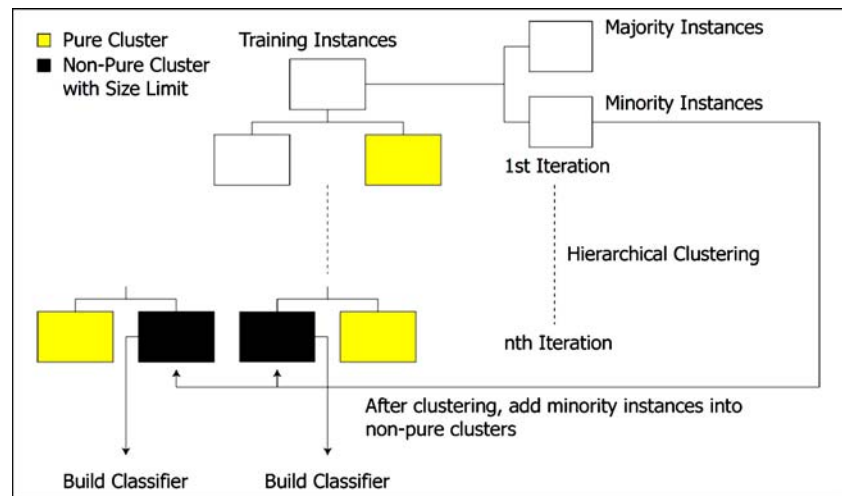 Pure Cluster
Non-Pure Cluster
with Size Limit
Training Instances
Majority Instances
Minority Instances
1st Iteration
Hierarchical Clustering
nth Iteration
After clustering, add minority instances into
non-pure clusters
Build Classifier
Build Classifier